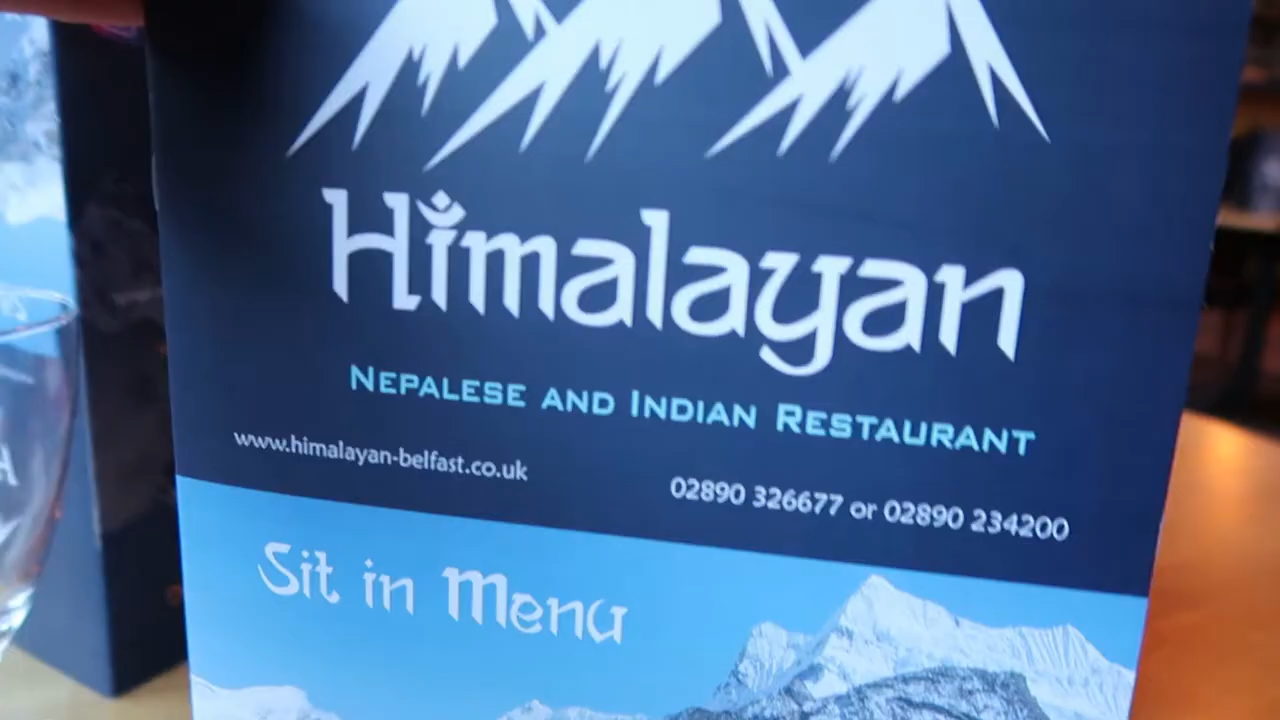 Himalayan
NEPALESE AND INDIAN RESTAURANT
www.himalayan-belfast.co.uk
02890 326677 or 02890 234200
Sit in Menu